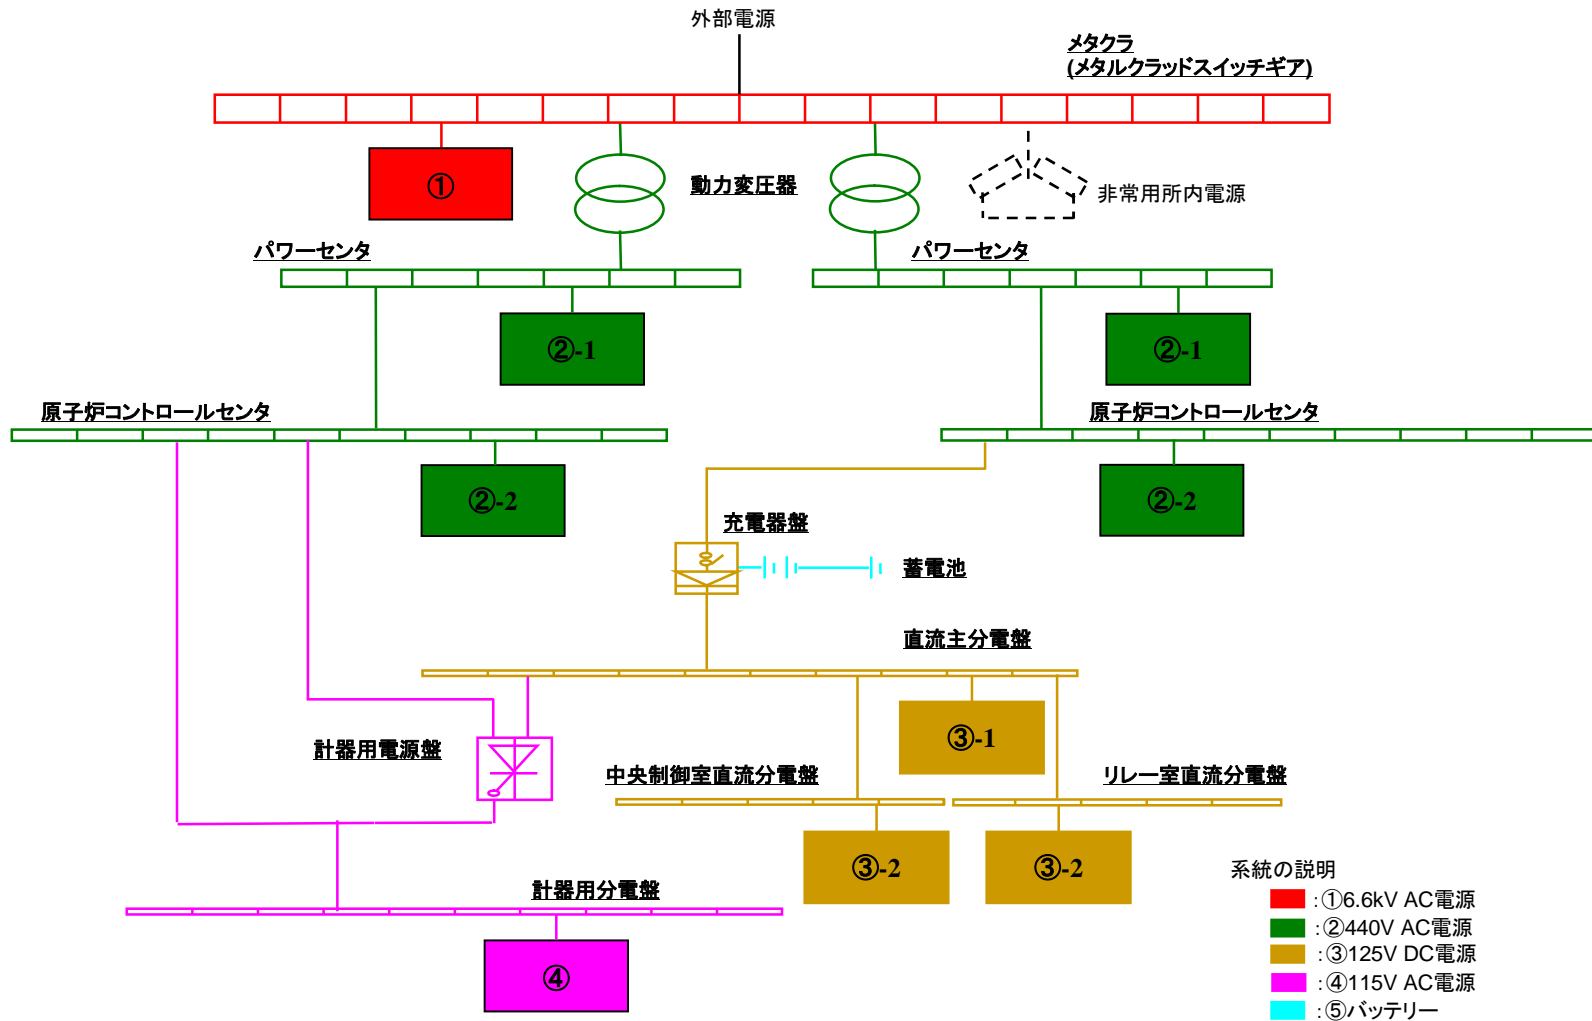 外部電源
メタクラ
(メタルクラッドスイッチギア)
①
動力変圧器
非常用所内電源
パワーセンタ
パワーセンタ
②-1
②-1
原子炉コントロールセンタ
原子炉コントロールセンタ
②-2
②-2
充電器盤
蓄電池
直流主分電盤
③-1
計器用電源盤
中央制御室直流分電盤
リレー室直流分電盤
③-2
③-2
計器用分電盤
④
系統の説明
:①6.6kV AC電源
:②440V AC電源
:③125V DC電源
:④115V AC電源
:⑤バッテリー